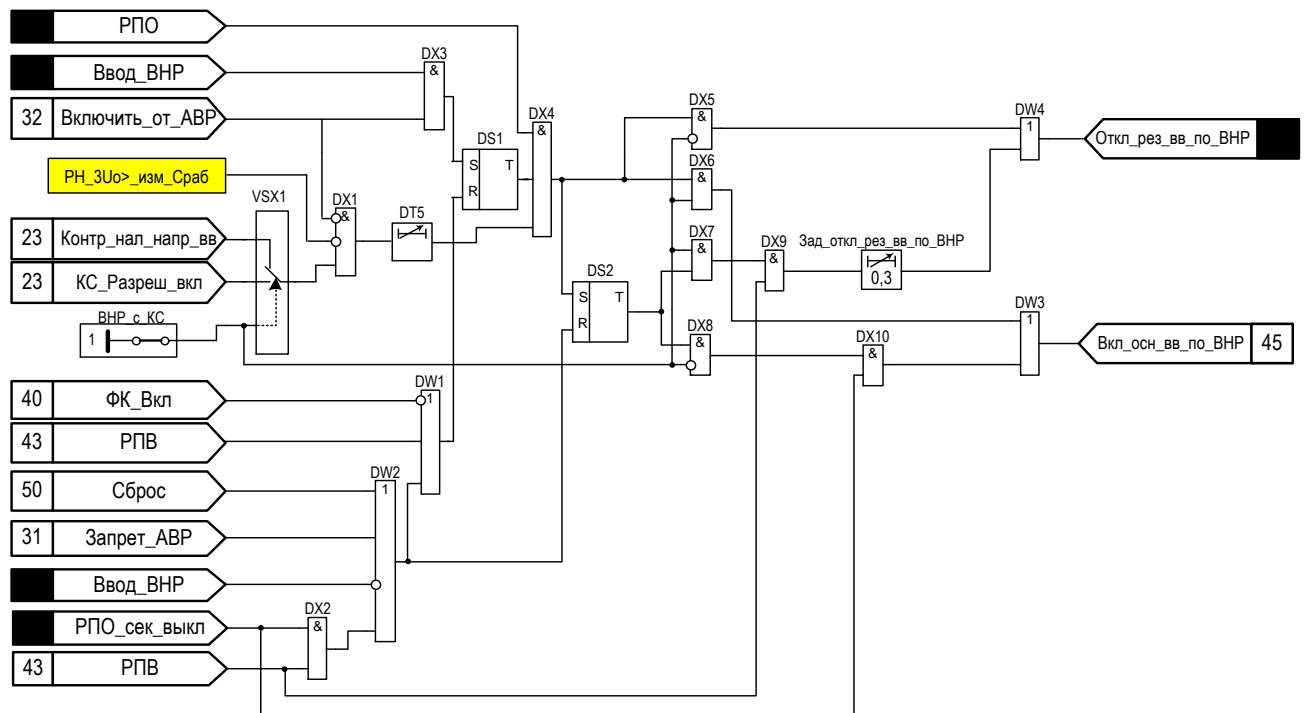 РПО
Ввод_ВНР
32 Включить_от_АВР
РН_3Uo>_изм_Сраб
23 Контр_нал_напр_вв
23 КС_Разреш_вкл
ВНР_с_КС
1
40 ФК_Вкл
43 РПВ
50 Сброс
31 Запрет_АВР
Ввод_ВНР
РПО_сек_выкл
43 РПВ
VSX1
DX1
&
DT5
DX3
&
DS1
S T
R
DX4
&
DW1
1
DW2
1
DX2
&
DS2
S T
R
DX5
&
DX6
&
DX7
&
DX8
&
DX9
&
Зад_откл_рез_вв_по_ВНР
0,3
DX10
&
DW4
1
Откл_рез_вв_по_ВНР
DW3
1
Вкл_осн_вв_по_ВНР 45